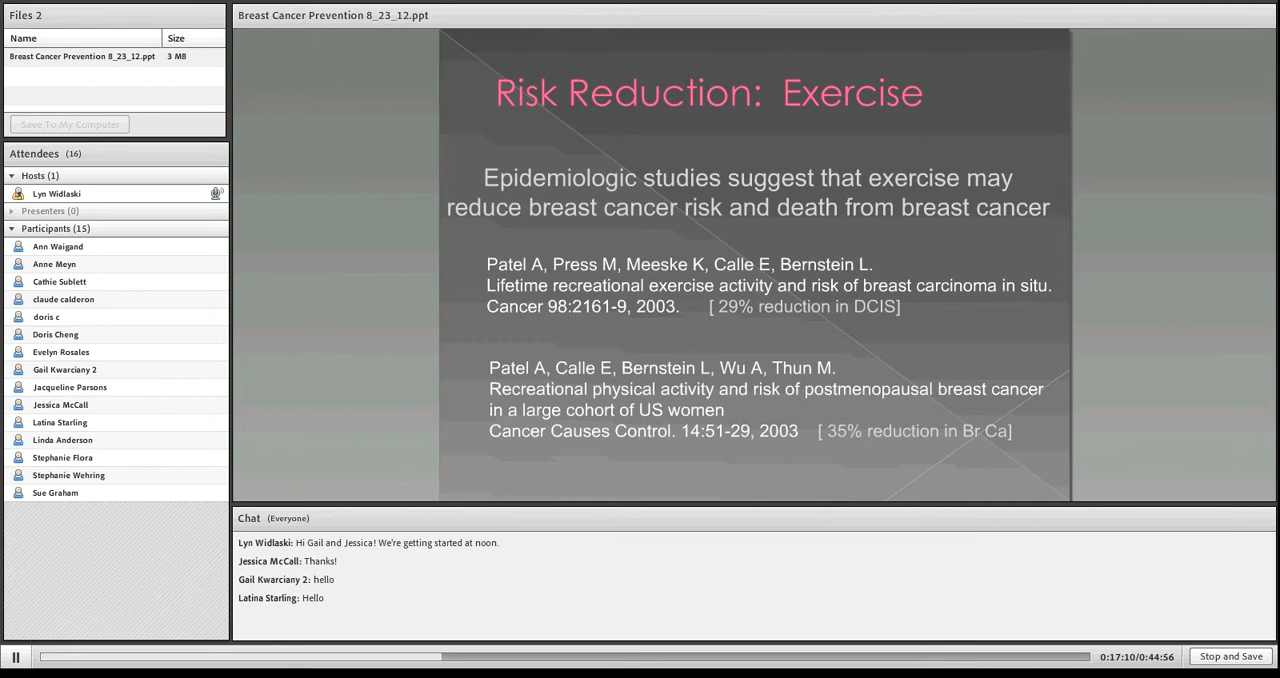 Files 2
Name Size
Breast Cancer Prevention 8_23_12.ppt 3 MB
Save To My Computer
Attendees (16)
Hosts (1)
Lyn Widlaski
Presenters (0)
Participants (15)
Ann Waigand
Anne Meyn
Cathie Sublett
claude calderon
doris c
Doris Cheng
Evelyn Rosales
Gail Kwarciany 2
Jacqueline Parsons
Jessica McCall
Latina Starling
Linda Anderson
Stephanie Flora
Stephanie Wehring
Sue Graham
Breast Cancer Prevention 8_23_12.ppt
Risk Reduction: Exercise
Epidemiologic studies suggest that exercise may
reduce breast cancer risk and death from breast cancer
Patel A, Press M, Meeske K, Calle E, Bernstein L.
Lifetime recreational exercise activity and risk of breast carcinoma in situ.
Cancer 98:2161-9, 2003. [ 29% reduction in DCIS]
Patel A, Calle E, Bernstein L, Wu A, Thun M.
Recreational physical activity and risk of postmenopausal breast cancer
in a large cohort of US women
Cancer Causes Control. 14:51-29, 2003 [ 35% reduction in Br Ca]
Chat (Everyone)
Lyn Widlaski: Hi Gail and Jessica! We're getting started at noon.
Jessica McCall: Thanks!
Gail Kwarciany 2: hello
Latina Starling: Hello
0:17:10/0:44:56 Stop and Save